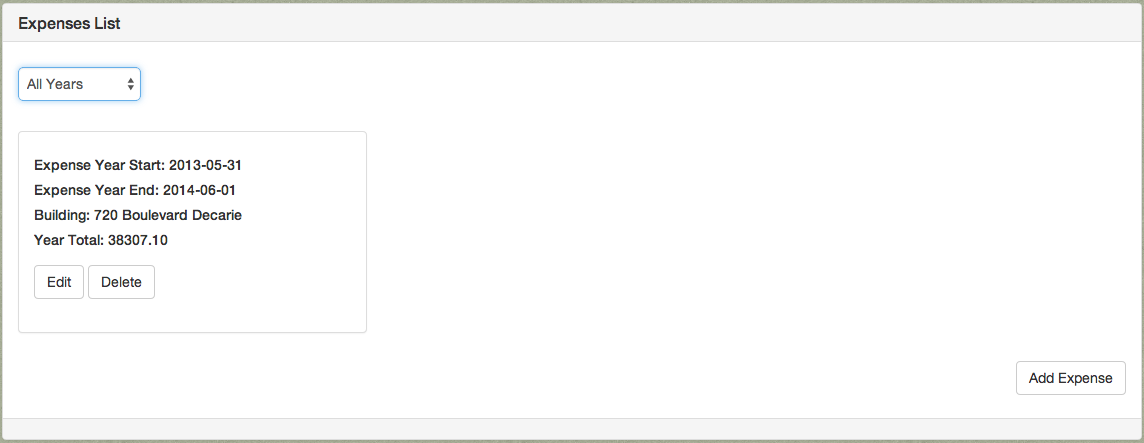 Expenses List
All Years
Expense Year Start: 2013-05-31
Expense Year End: 2014-06-01
Building: 720 Boulevard Decarie
Year Total: 38307.10
Edit Delete
Add Expense